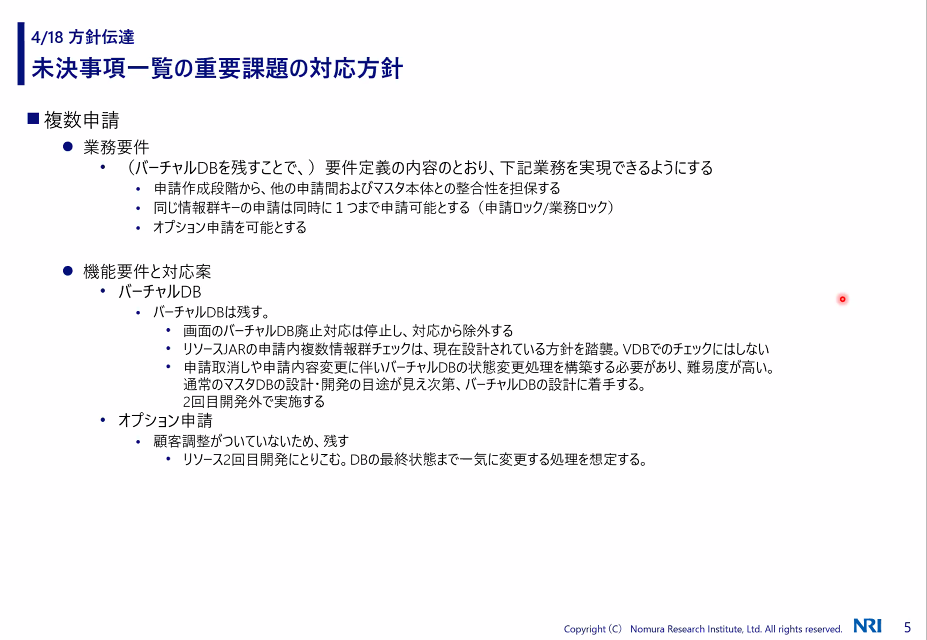 4/18 方針伝達
未決事項一覧の重要課題の対応方針
■ 複数申請
● 業務要件
• （バーチャルDBを残すことで、）要件定義の内容のとおり、下記業務を実現できるようにする
• 申請作成段階から、他の申請間およびマスタ本体との整合性を担保する
• 同じ情報群キーの申請は同時に１つまで申請可能とする（申請ロック/業務ロック）
• オプション申請を可能とする
● 機能要件と対応案
• バーチャルDB
• バーチャルDBは残す。
• 画面のバーチャルDB廃止対応は停止し、対応から除外する
• リソースJARの申請内複数情報群チェックは、現在設計されている方針を踏襲。VDBでのチェックにはしない
• 申請取消しや申請内容変更に伴いバーチャルDBの状態変更処理を構築する必要があり、難易度が高い。
通常のマスタDBの設計・開発の目途が見え次第、バーチャルDBの設計に着手する。
2回目開発外で実施する
• オプション申請
• 顧客調整がついていないため、残す
• リソース2回目開発にとりこむ。DBの最終状態まで一気に変更する処理を想定する。
Copyright（C） Nomura Research Institute, Ltd. All rights reserved. NRI 5